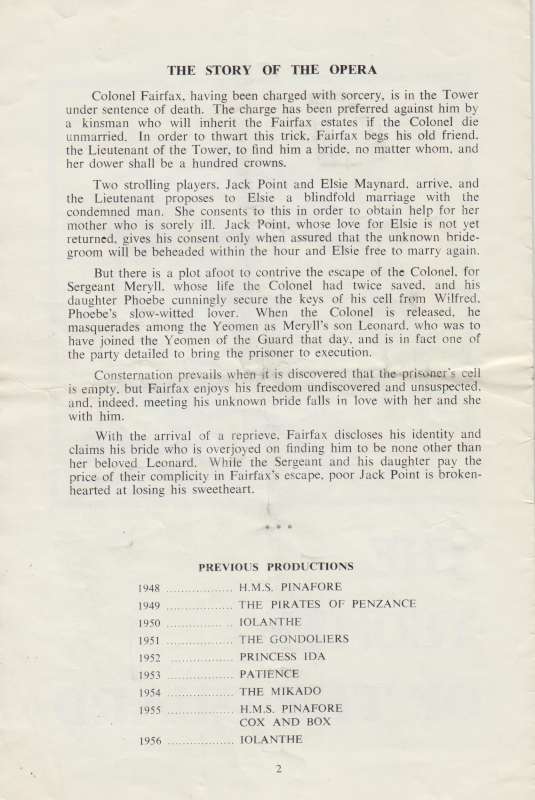 THE STORY OF THE OPERA
Colonel Fairfax, having been charged with sorcery, is in the Tower
under sentence of death. The charge has been preferred against him by
a kinsman who will inherit the Fairfax estates if the Colonel die
unmarried. In order to thwart this trick, Fairfax begs his old friend,
the Lieutenant of the Tower, to find him a bride, no matter whom, and
her dower shall be a hundred crowns.
Two strolling players, Jack Point and Elsie Maynard, arrive, and
the Lieutenant proposes to Elsie a blindfold marriage with the
condemned man. She consents to this in order to obtain help for her
mother who is sorely ill. Jack Point, whose love for Elsie is not yet
returned, gives his consent only when assured that the unknown bride-
groom will be beheaded within the hour and Elsie free to marry again.
But there is a plot afoot to contrive the escape of the Colonel, for
Sergeant Meryll, whose life the Colonel had twice saved, and his
daughter Phoebe cunningly secure the keys of his cell from Wilfred,
Phoebe's slow-witted lover. When the Colonel is released, he
masquerades among the Yeomen as Meryll's son Leonard, who was to
have joined the Yeomen of the Guard that day, and is in fact one of
the party detailed to bring the prisoner to execution.
Consternation prevails when it is discovered that the prisoner's cell
is empty, but Fairfax enjoys his freedom undiscovered and unsuspected,
and, indeed, meeting his unknown bride falls in love with her and she
with him.
With the arrival of a reprieve, Fairfax discloses his identity and
claims his bride who is overjoyed on finding him to be none other than
her beloved Leonard. While the Sergeant and his daughter pay the
price of their complicity in Fairfax's escape, poor Jack Point is broken-
hearted at losing his sweetheart.
* * *
PREVIOUS PRODUCTIONS
1948 .................. H.M.S. PINAFORE
1949 .................. THE PIRATES OF PENZANCE
1950 ............... .. IOLANTHE
1951 .................. THE GONDOLIERS
1952 ................. PRINCESS IDA
1953 .................. PATIENCE
1954 .................. THE MIKADO
1955 .................. H.M.S. PINAFORE
COX AND BOX
1956 .................. IOLANTHE
2